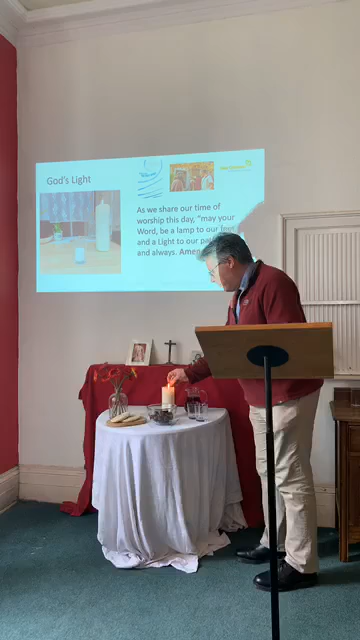 God's Light
As we share our time of
worship this day, "may your
Word, be a lamp to our feet
and a Light to our pa
and always. Amen